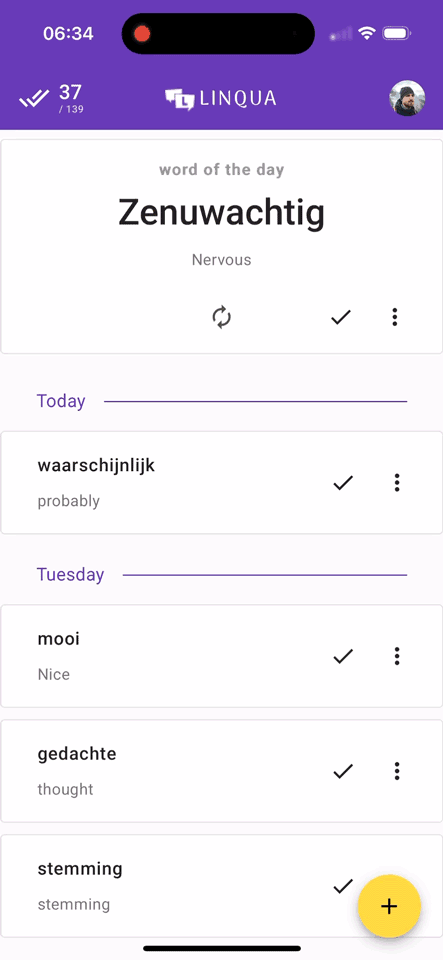 06:34
37
/ 139
LINQUA
word of the day
Zenuwachtig
Nervous
Today
waarschijnlijk
probably
Tuesday
mooi
Nice
gedachte
thought
stemming
stemming